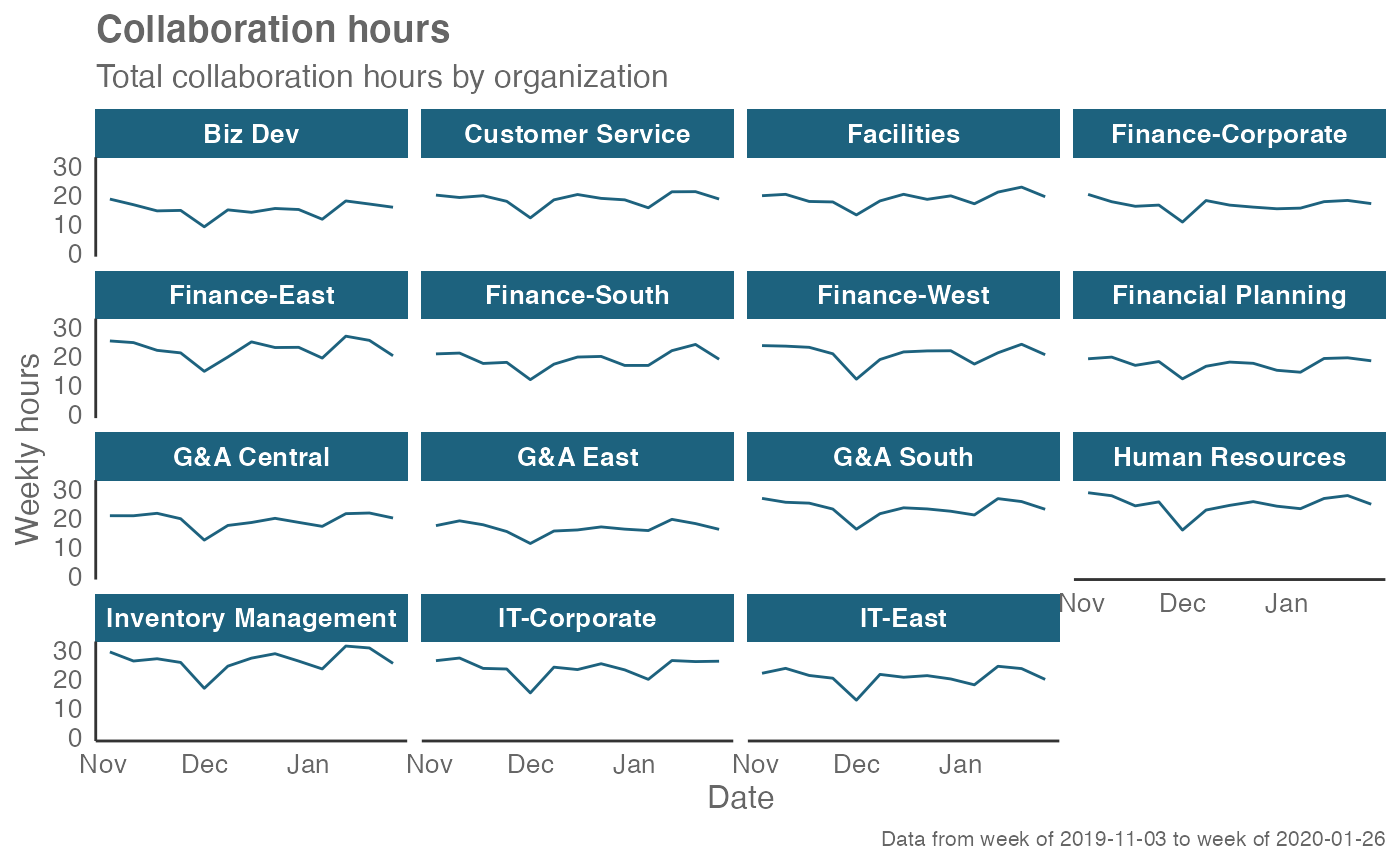 Collaboration hours
Total collaboration hours by organization
Biz Dev Customer Service Facilities Finance-Corporate
30
20
10
0
Finance-East Finance-South Finance-West Financial Planning
30
20
10
0
Weekly hours
G&A Central G&A East G&A South Human Resources
30
20
10
0
Nov Dec Jan
Inventory Management IT-Corporate IT-East
30
20
10
0
Nov Dec Jan Nov Dec Jan Nov Dec Jan
Date
Data from week of 2019-11-03 to week of 2020-01-26